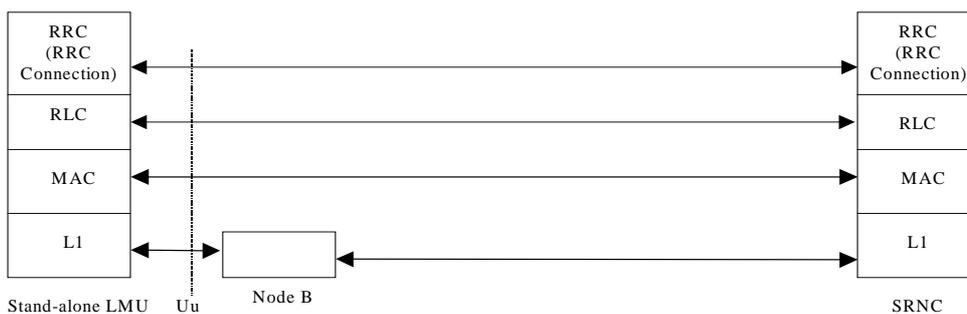 RRC
(RRC
Connection)
RLC
MAC
L1
Stand-alone LMU
Uu
Node B
RRC
(RRC
Connection)
RLC
MAC
L1
SRNC